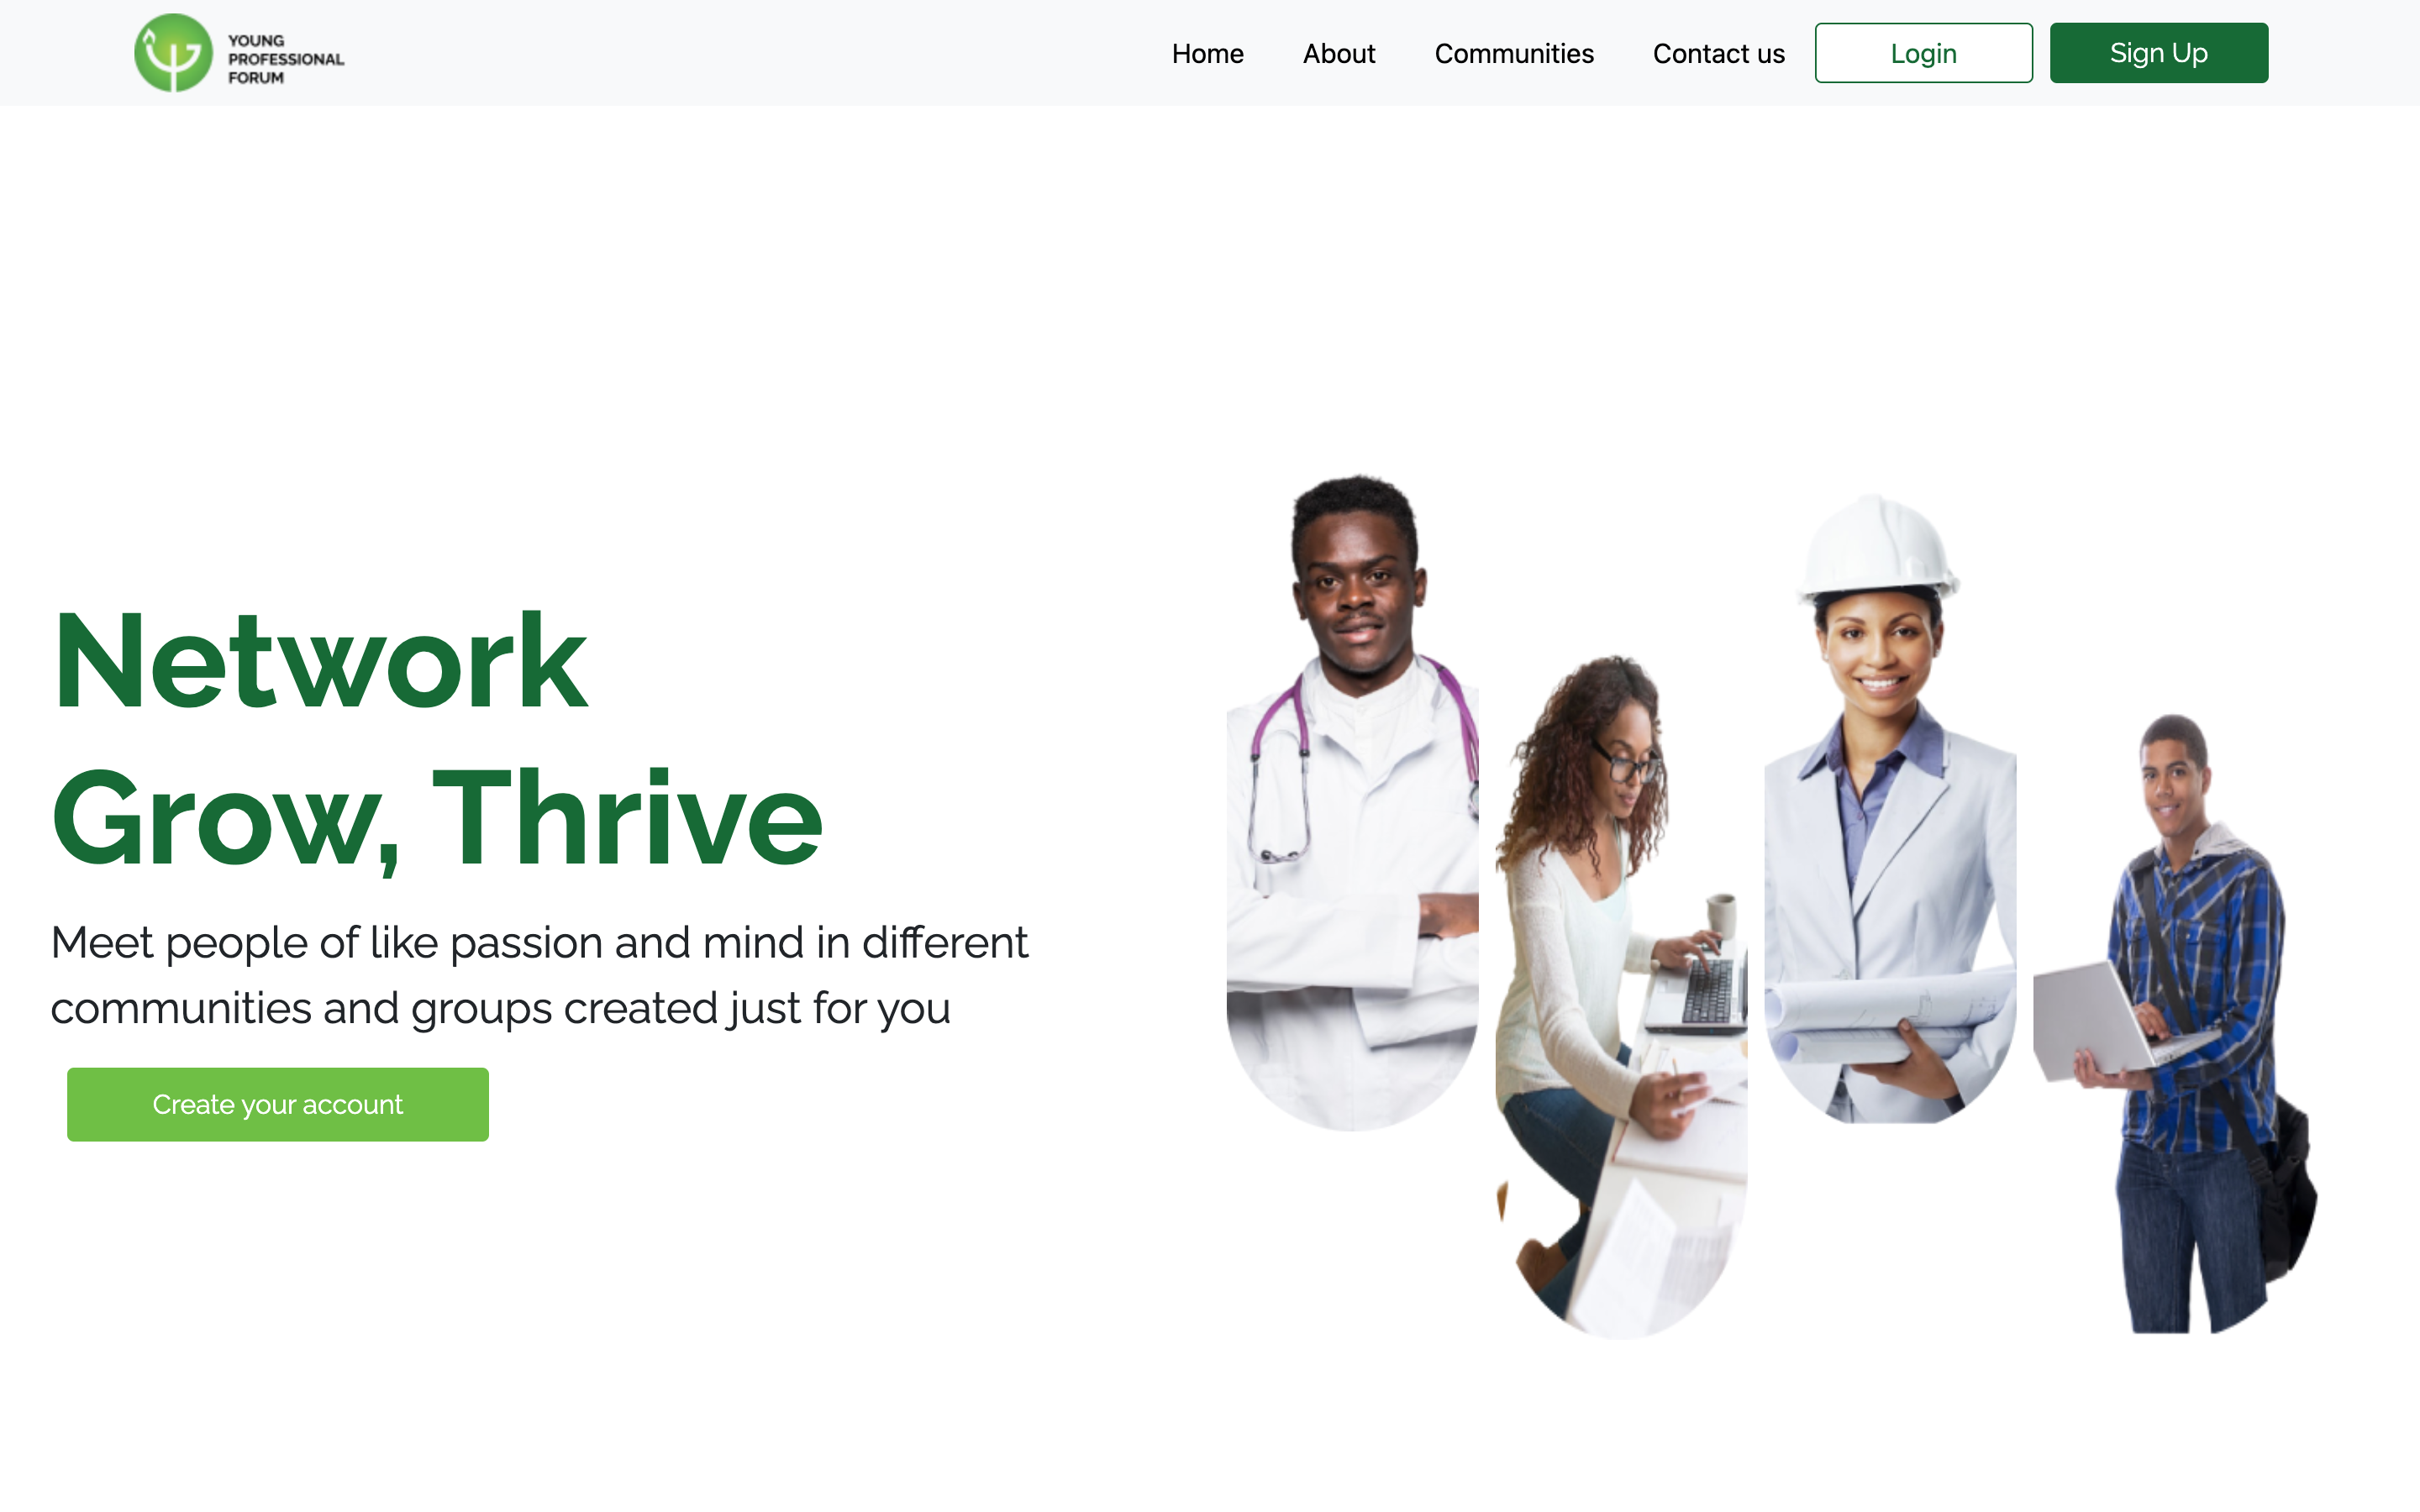 YOUNG
PROFESSIONAL
FORUM
Home About Communities Contact us Login Sign Up
Network
Grow, Thrive
Meet people of like passion and mind in different
communities and groups created just for you
Create your account